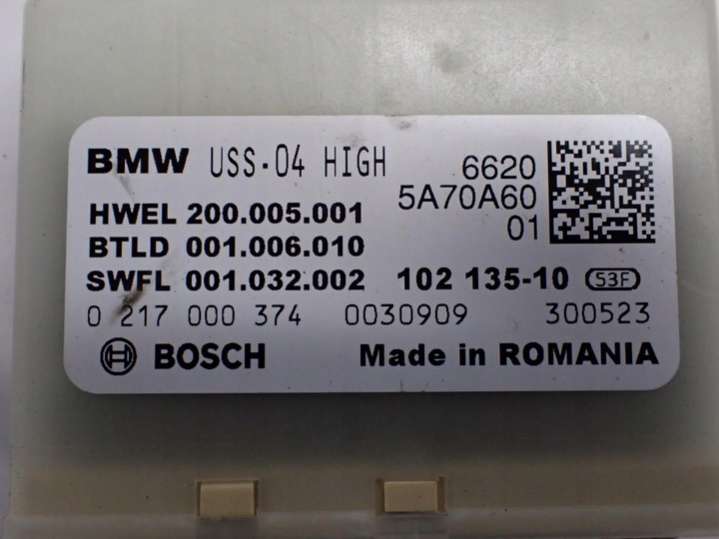 BMW USS-04 HIGH 6620
5A70A60
HWEL 200.005.001 01
BTLD 001.006.010
SWFL 001.032.002 102 135-10 53F
0 217 000 374 0030909 300523
BOSCH Made in ROMANIA